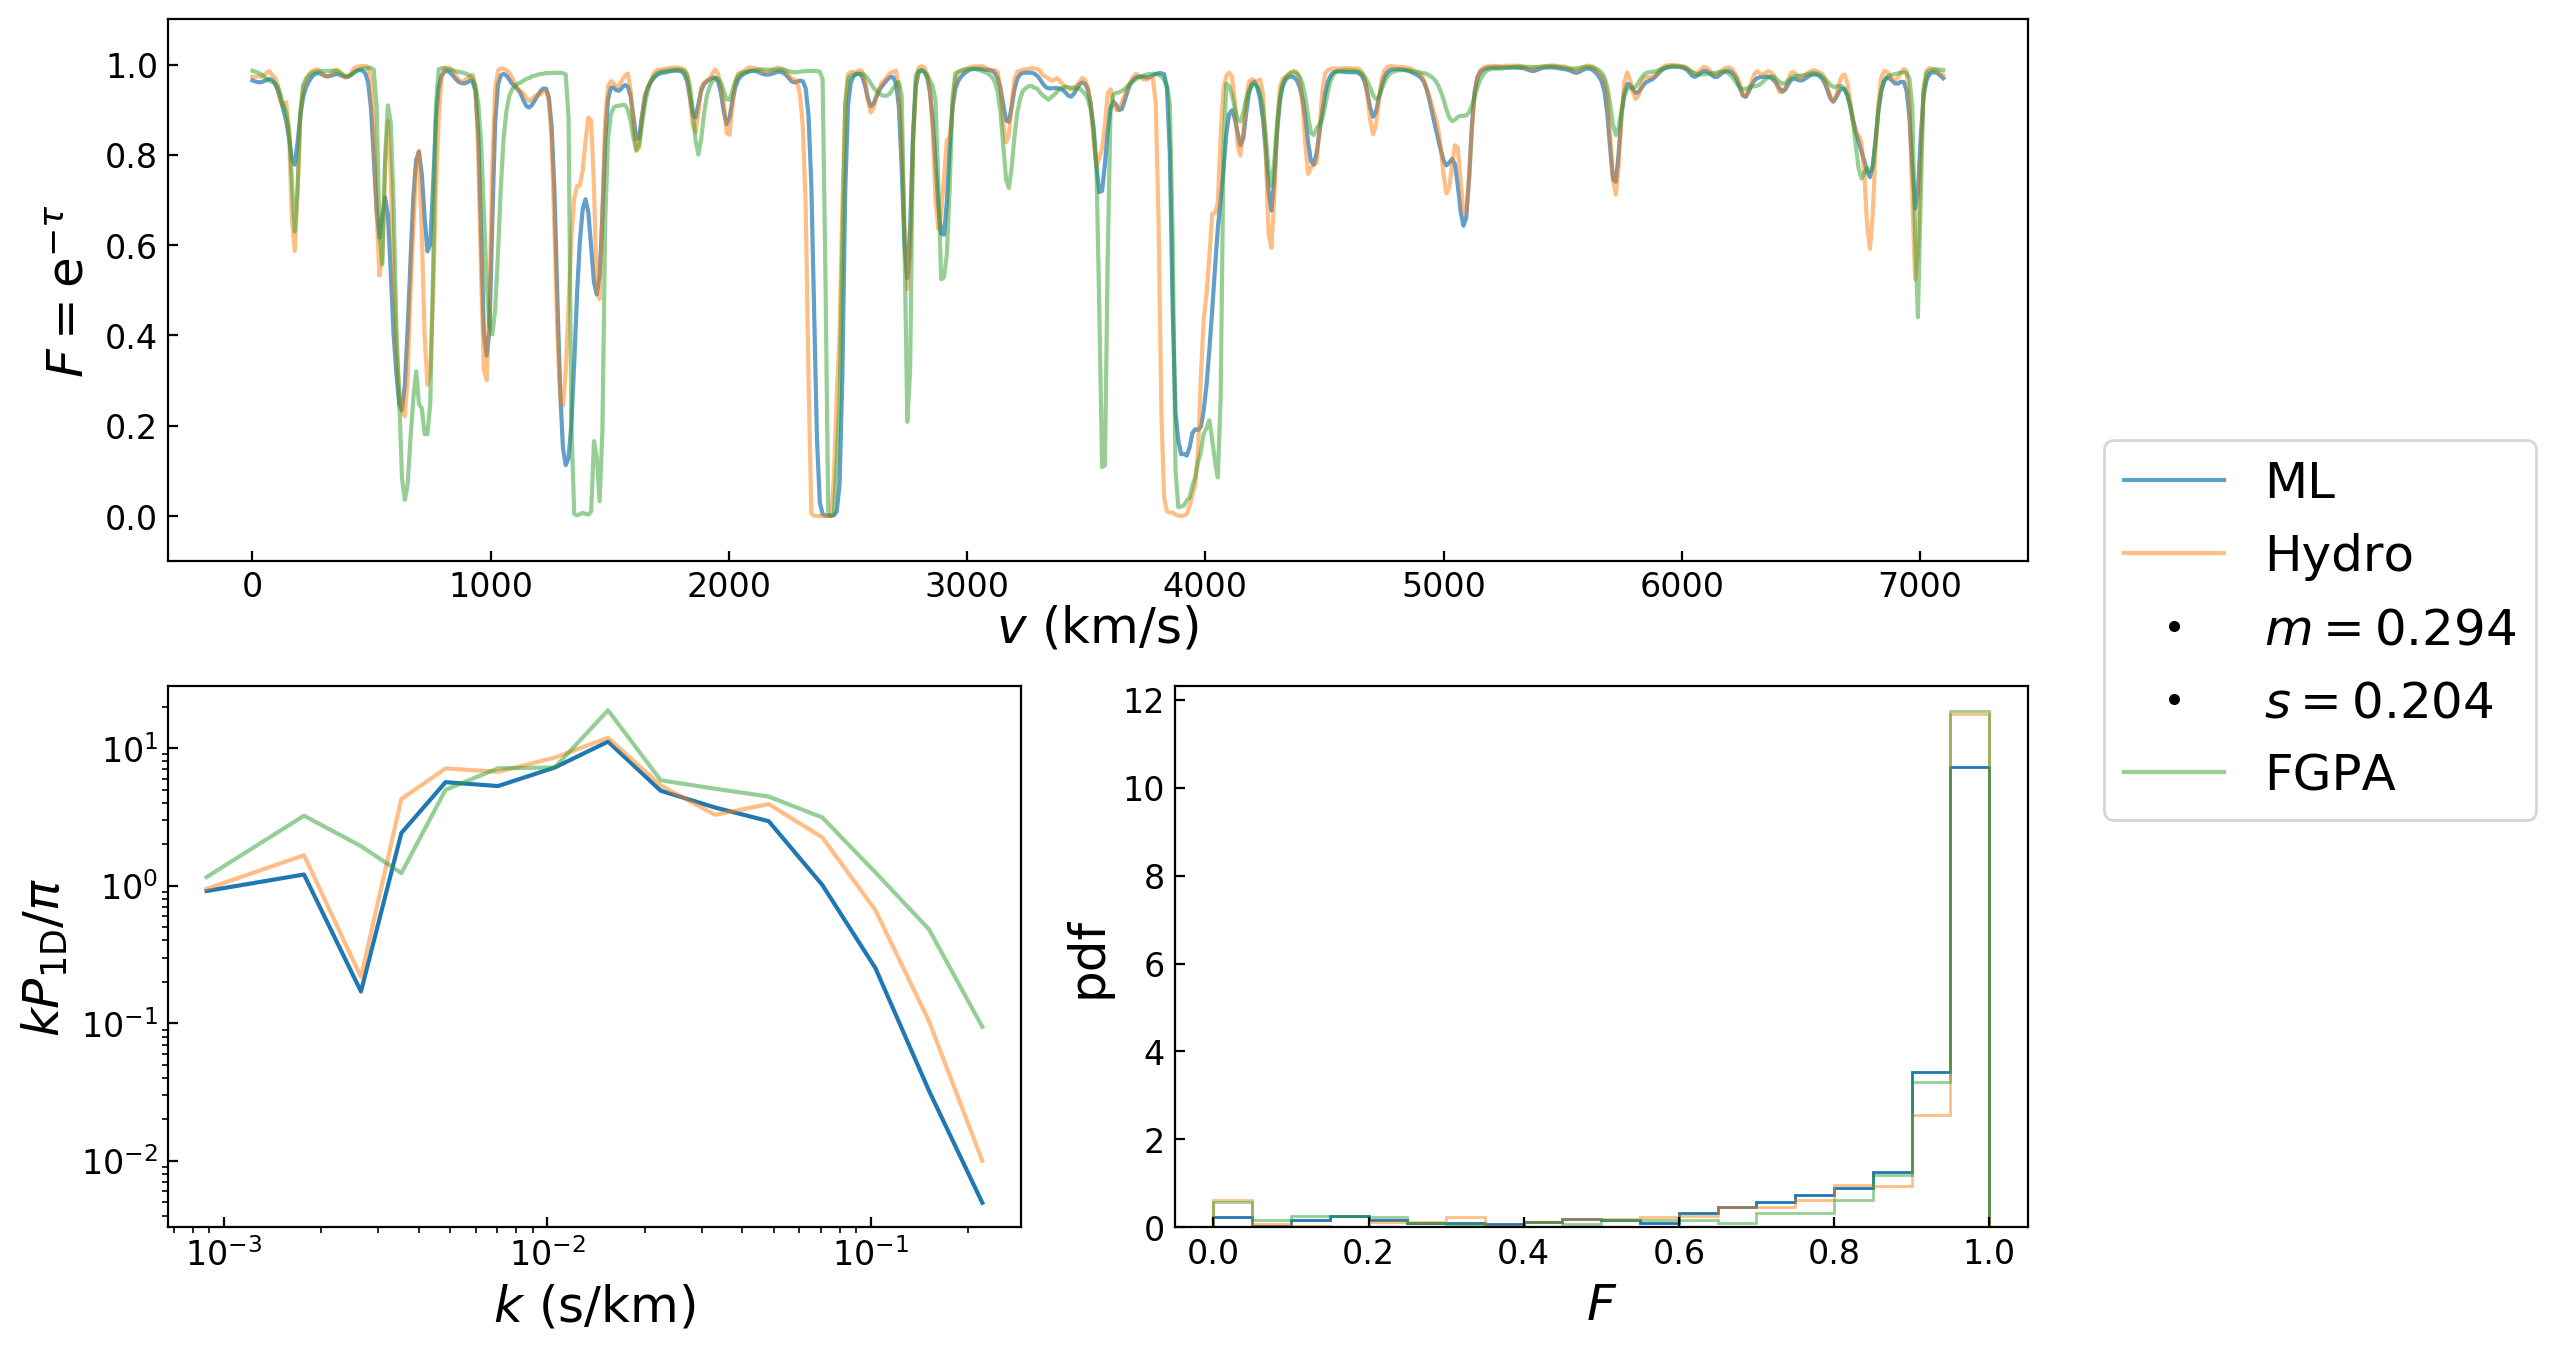 1.0
0.8
0.6
0.4
0.2
0.0
F = e^{−τ}
0 1000 2000 3000 4000 5000 6000 7000
v (km/s)
ML
Hydro
m = 0.294
s = 0.204
FGPA
10^1
10^0
10^{−1}
10^{−2}
kP_{1D}/π
10^{−3} 10^{−2} 10^{−1}
k (s/km)
12
10
8
6
4
2
0
pdf
0.0 0.2 0.4 0.6 0.8 1.0
F